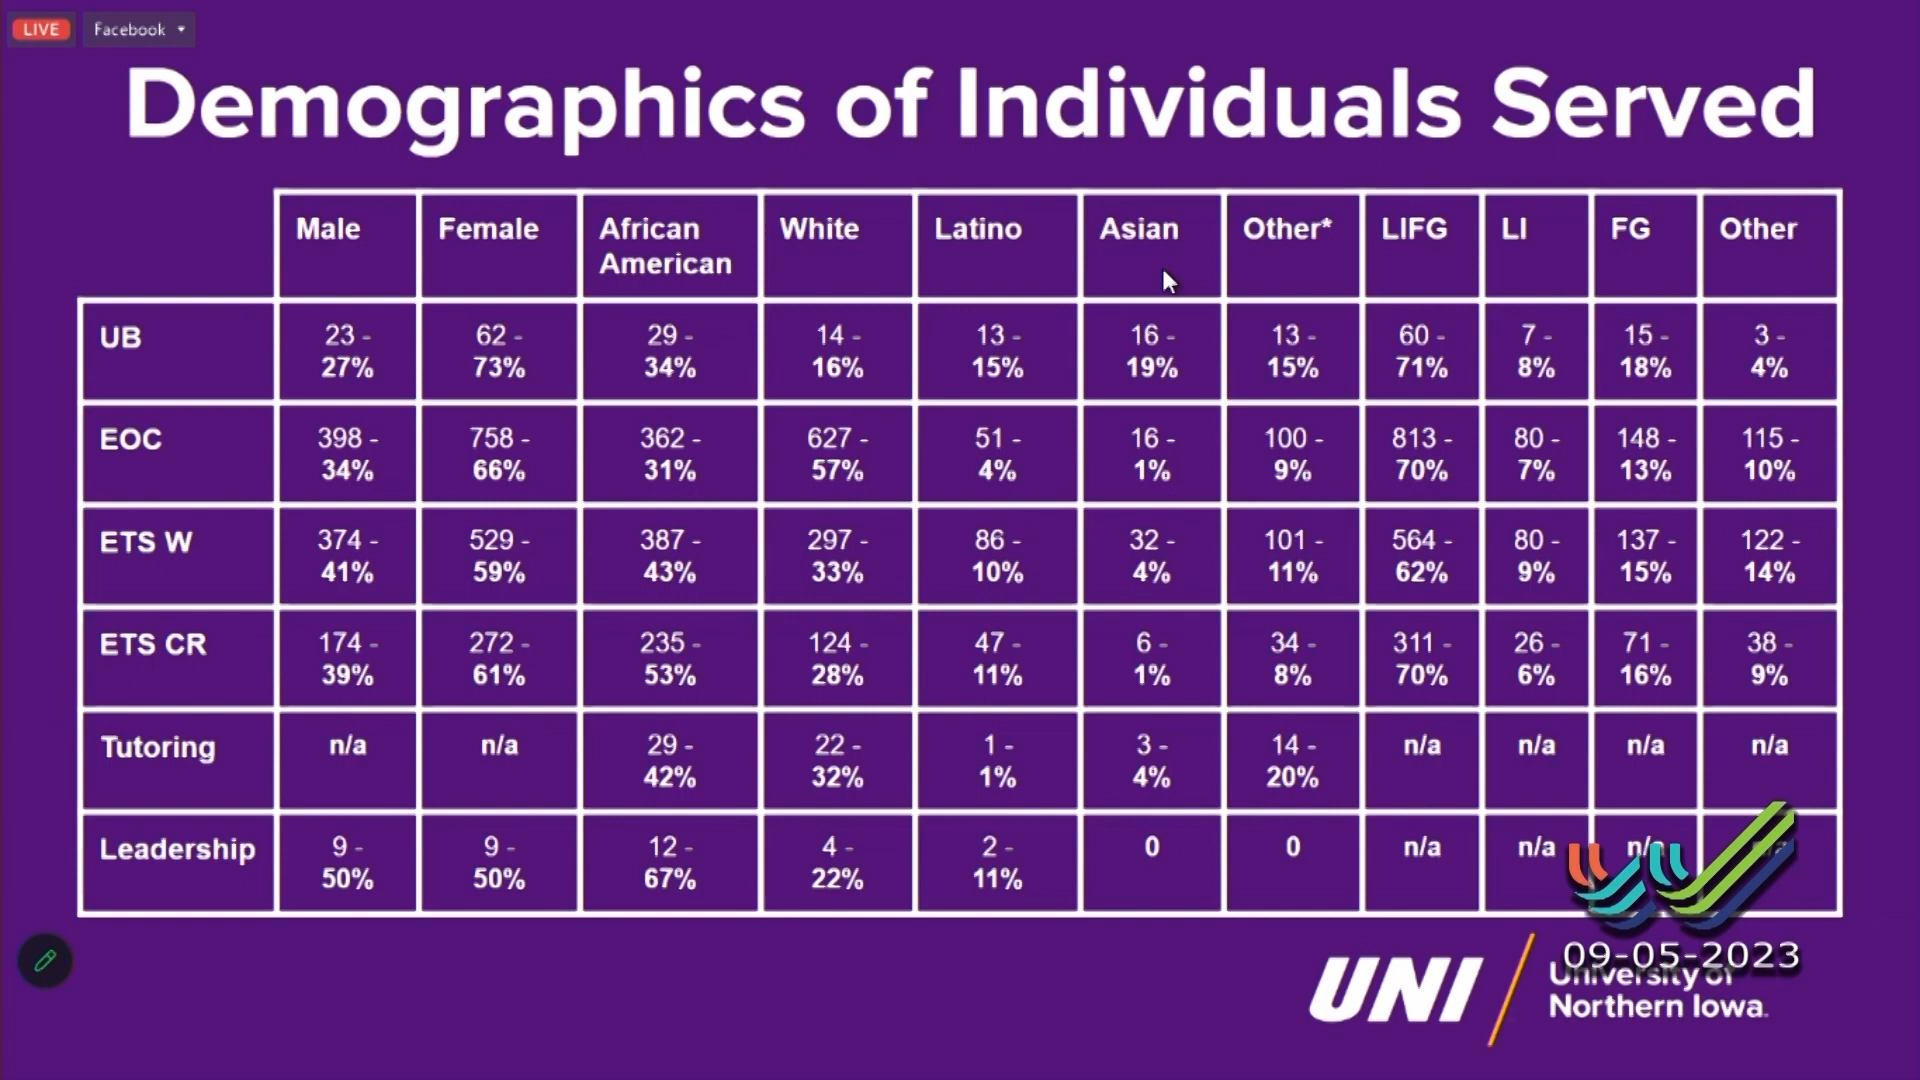 LIVE Facebook
Demographics of Individuals Served
Male Female African American White Latino Asian Other* LIFG LI FG Other
UB 23 - 27% 62 - 73% 29 - 34% 14 - 16% 13 - 15% 16 - 19% 13 - 15% 60 - 71% 7 - 8% 15 - 18% 3 - 4%
EOC 398 - 34% 758 - 66% 362 - 31% 627 - 57% 51 - 4% 16 - 1% 100 - 9% 813 - 70% 80 - 7% 148 - 13% 115 - 10%
ETS W 374 - 41% 529 - 59% 387 - 43% 297 - 33% 86 - 10% 32 - 4% 101 - 11% 564 - 62% 80 - 9% 137 - 15% 122 - 14%
ETS CR 174 - 39% 272 - 61% 235 - 53% 124 - 28% 47 - 11% 6 - 1% 34 - 8% 311 - 70% 26 - 6% 71 - 16% 38 - 9%
Tutoring n/a n/a 29 - 42% 22 - 32% 1 - 1% 3 - 4% 14 - 20% n/a n/a n/a n/a
Leadership 9 - 50% 9 - 50% 12 - 67% 4 - 22% 2 - 11% 0 0 n/a n/a n/a
09-05-2023
UNI University of
Northern Iowa.